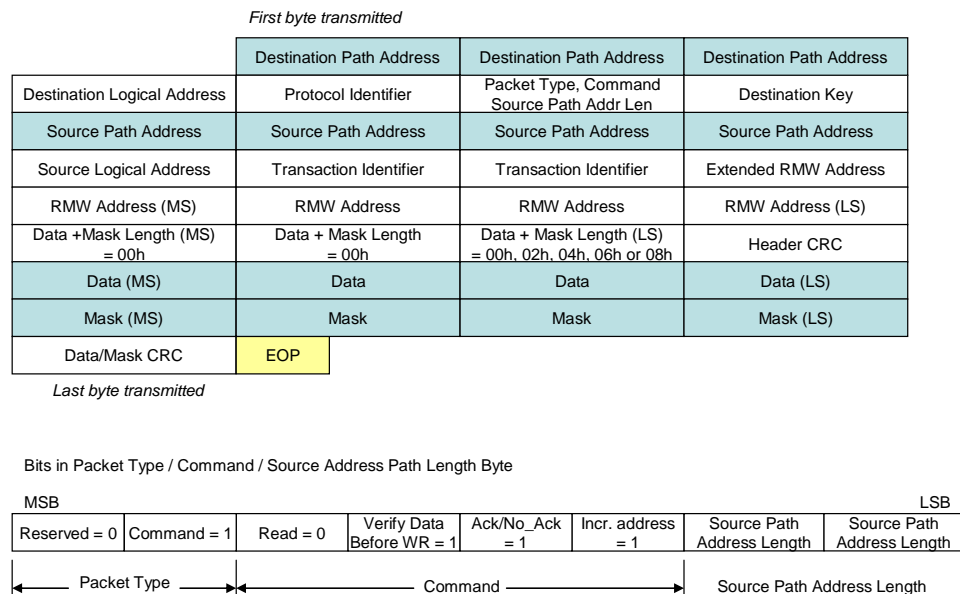 First byte transmitted
Destination Path Address Destination Path Address Destination Path Address
Destination Logical Address Protocol Identifier Packet Type, Command Source Path Addr Len Destination Key
Source Path Address Source Path Address Source Path Address Source Path Address
Source Logical Address Transaction Identifier Transaction Identifier Extended RMW Address
RMW Address (MS) RMW Address RMW Address RMW Address (LS)
Data +Mask Length (MS) = 00h Data + Mask Length = 00h Data + Mask Length (LS) = 00h, 02h, 04h, 06h or 08h Header CRC
Data (MS) Data Data Data (LS)
Mask (MS) Mask Mask Mask (LS)
Data/Mask CRC EOP
Last byte transmitted
Bits in Packet Type / Command / Source Address Path Length Byte
MSB LSB
Reserved = 0 Command = 1 Read = 0 Verify Data Before WR = 1 Ack/No_Ack = 1 Incr. address = 1 Source Path Address Length Source Path Address Length
Packet Type Command Source Path Address Length